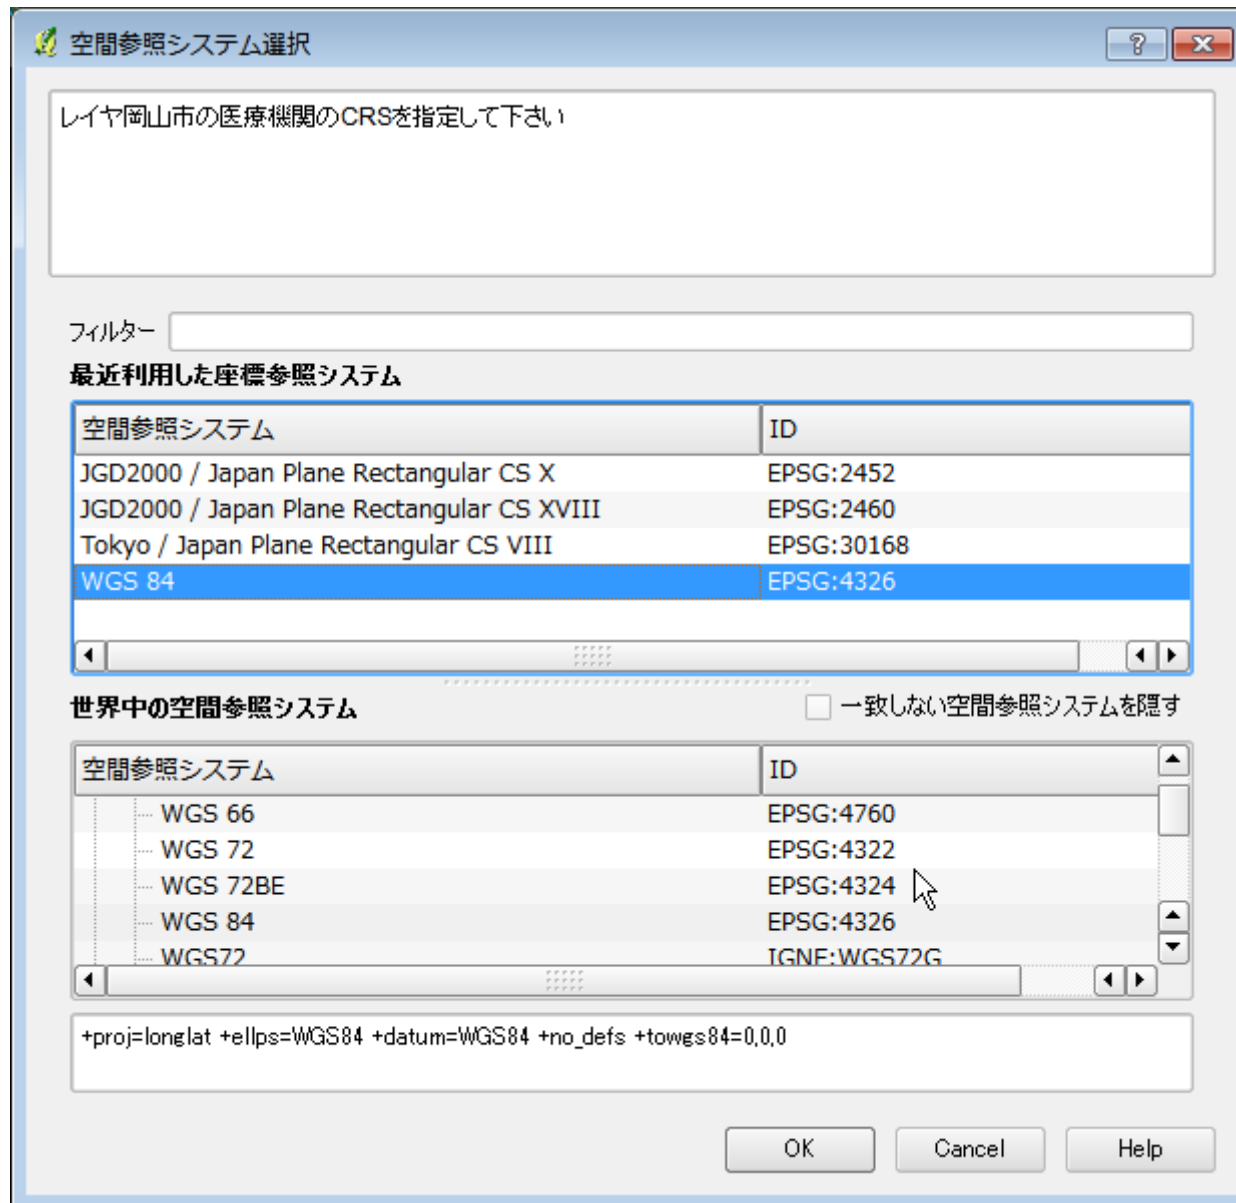 空間参照システム選択
レイヤ岡山市の医療機関のCRSを指定して下さい
フィルター
最近利用した座標参照システム
空間参照システム ID
JGD2000 / Japan Plane Rectangular CS X EPSG:2452
JGD2000 / Japan Plane Rectangular CS XVIII EPSG:2460
Tokyo / Japan Plane Rectangular CS VIII EPSG:30168
WGS 84 EPSG:4326
世界中の空間参照システム 一致しない空間参照システムを隠す
空間参照システム ID
WGS 66 EPSG:4760
WGS 72 EPSG:4322
WGS 72BE EPSG:4324
WGS 84 EPSG:4326
WGS72 IGNF:WGS72G
+proj=longlat +ellps=WGS84 +datum=WGS84 +no_defs +towgs84=0,0,0
OK Cancel Help